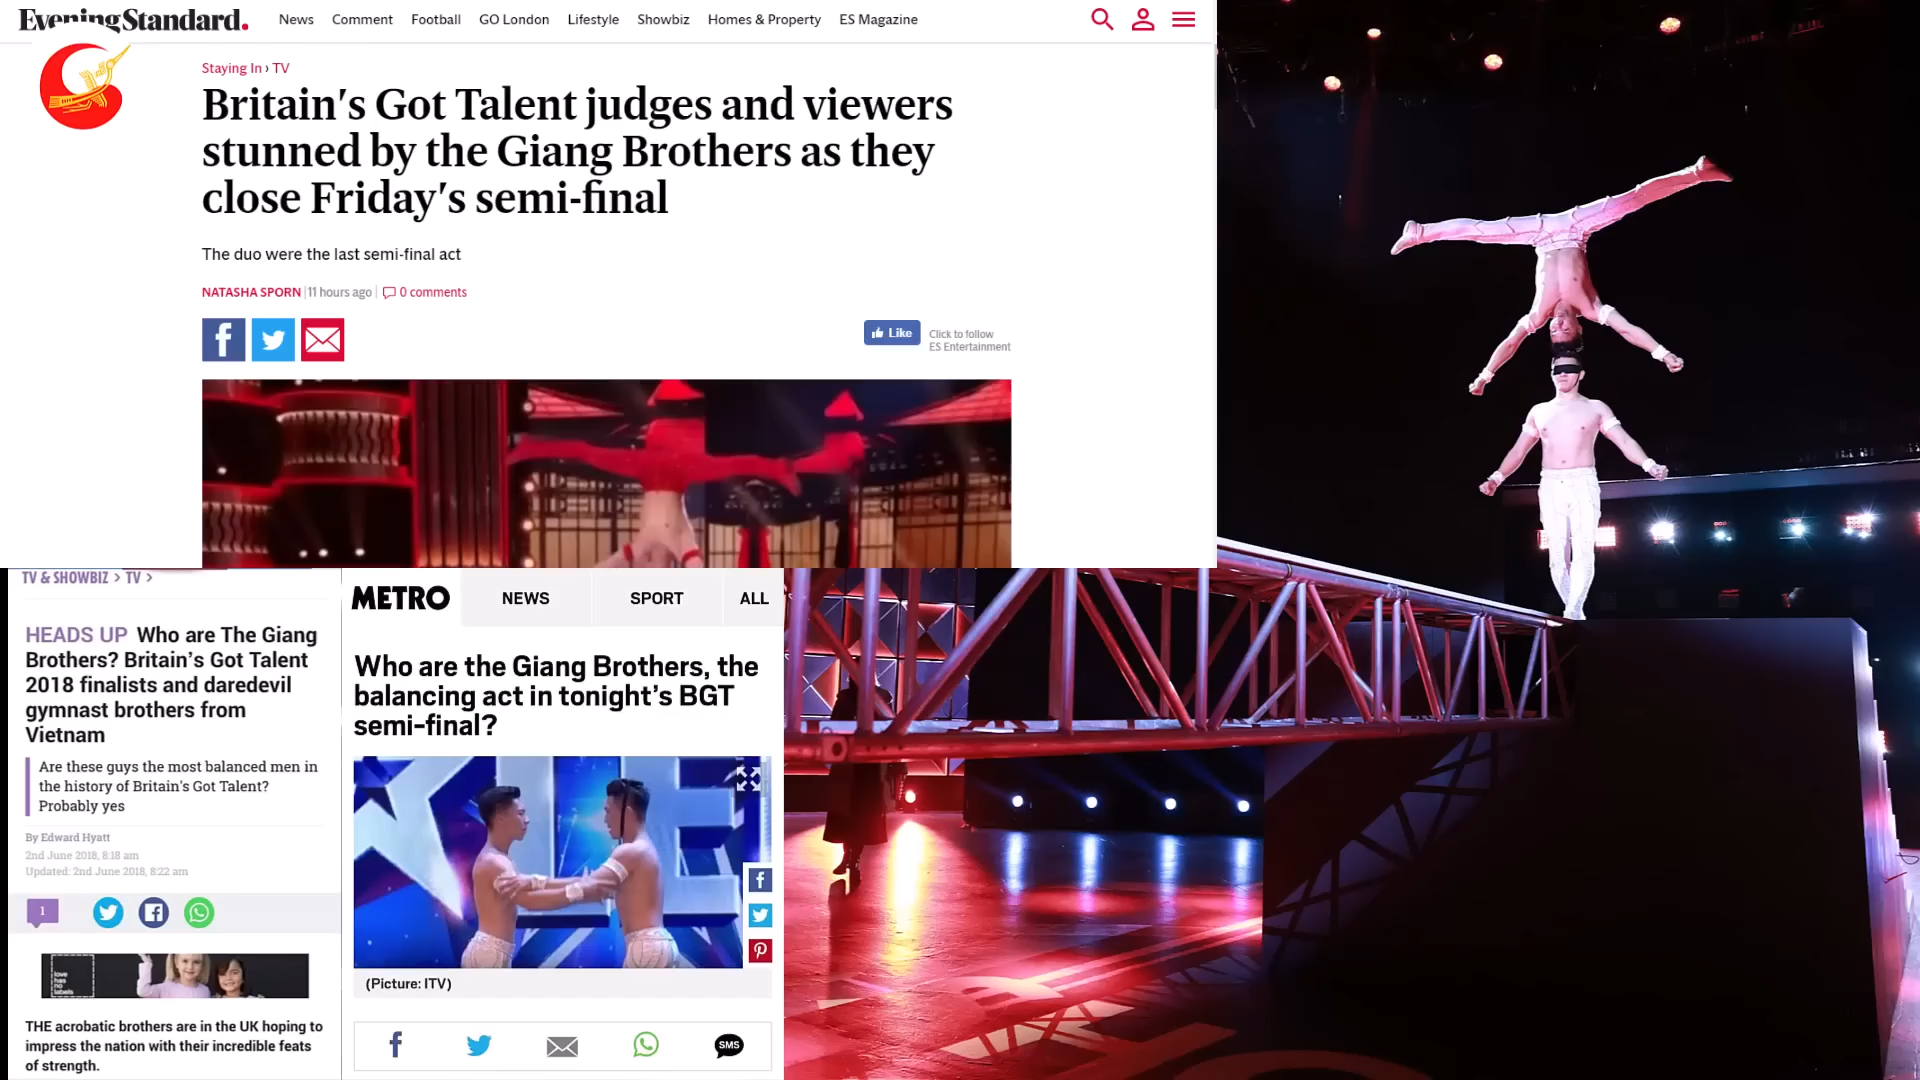 Evening Standard.
News Comment Football GO London Lifestyle Showbiz Homes & Property ES Magazine
Staying In › TV
Britain's Got Talent judges and viewers
stunned by the Giang Brothers as they
close Friday's semi-final
The duo were the last semi-final act
NATASHA SPORN | 11 hours ago | 0 comments
Like
Click to follow
ES Entertainment
TV & SHOWBIZ > TV >
HEADS UP Who are The Giang
Brothers? Britain's Got Talent
2018 finalists and daredevil
gymnast brothers from
Vietnam
Are these guys the most balanced men in
the history of Britain's Got Talent?
Probably yes
By Edward Hyatt
2nd June 2018, 8:18 am
Updated: 2nd June 2018, 8:22 am
1
love
has
no
labels
THE acrobatic brothers are in the UK hoping to
impress the nation with their incredible feats
of strength.
METRO NEWS SPORT ALL
Who are the Giang Brothers, the
balancing act in tonight's BGT
semi-final?
(Picture: ITV)
SMS